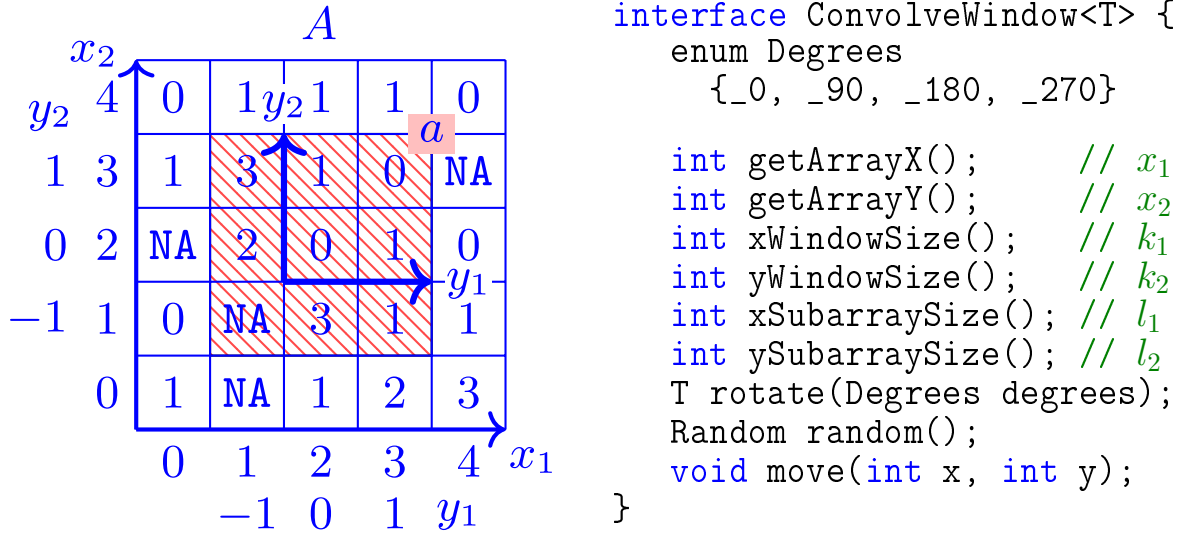 A
x₂
y₂ 4 0 1 y₂ 1 1 0
a
1 3 1 3 1 0 NA
0 2 NA 2 0 1 0
y₁
−1 1 0 NA 3 1 1
0 1 NA 1 2 3
0 1 2 3 4 x₁
−1 0 1 y₁
interface ConvolveWindow<T> {
enum Degrees
{_0, _90, _180, _270}
int getArrayX(); // x₁
int getArrayY(); // x₂
int xWindowSize(); // k₁
int yWindowSize(); // k₂
int xSubarraySize(); // l₁
int ySubarraySize(); // l₂
T rotate(Degrees degrees);
Random random();
void move(int x, int y);
}